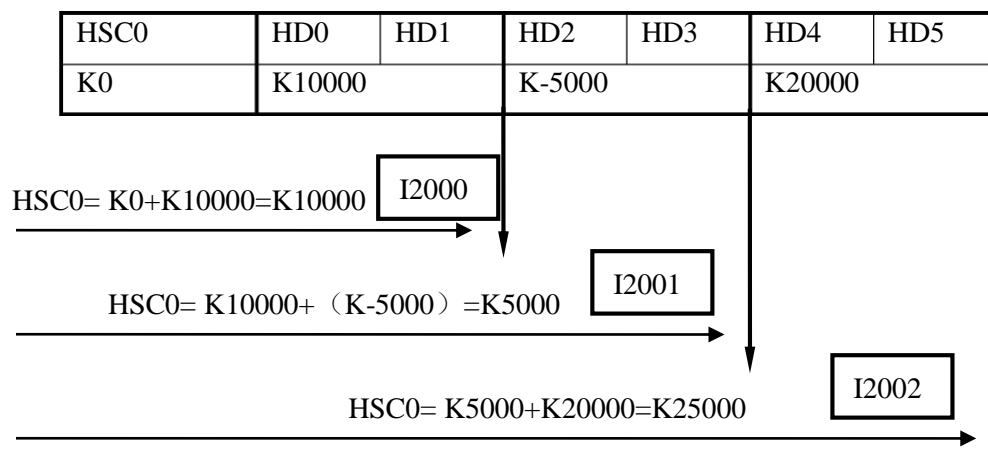 HSC0 HD0 HD1 HD2 HD3 HD4 HD5
K0 K10000 K-5000 K20000
I2000
HSC0= K0+K10000=K10000
I2001
HSC0= K10000+（K-5000）=K5000
I2002
HSC0= K5000+K20000=K25000